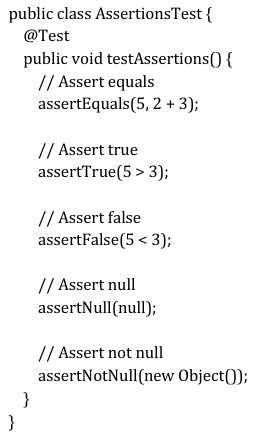 public class AssertionsTest {
@Test
public void testAssertions() {
// Assert equals
assertEquals(5, 2 + 3);
// Assert true
assertTrue(5 > 3);
// Assert false
assertFalse(5 < 3);
// Assert null
assertNull(null);
// Assert not null
assertNotNull(new Object());
}
}